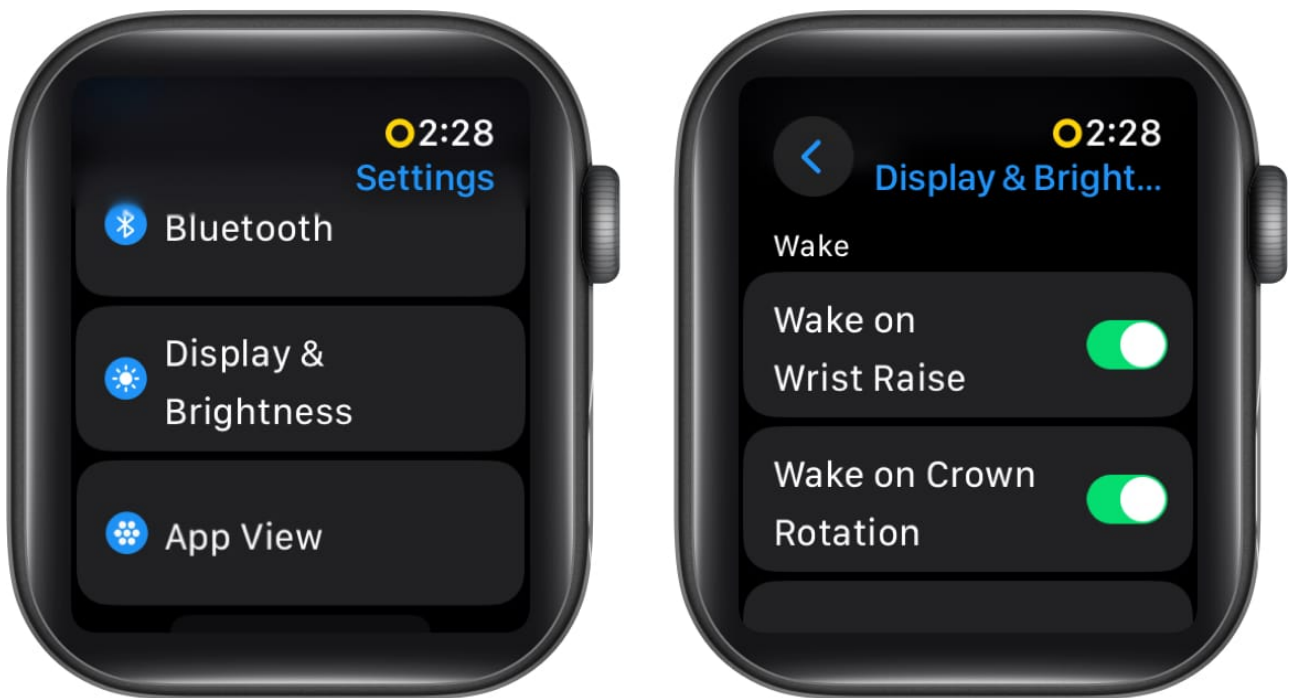 2:28
Settings
Bluetooth
Display &
Brightness
App View
2:28
Display & Bright...
Wake
Wake on
Wrist Raise
Wake on Crown
Rotation